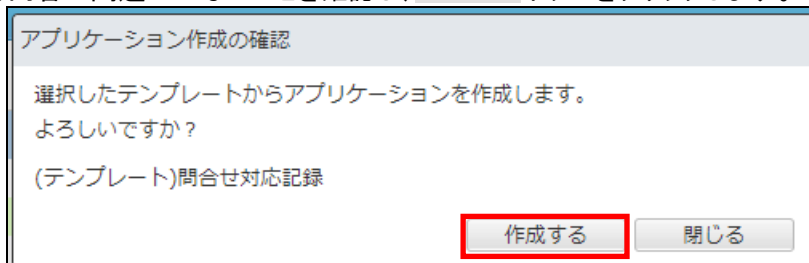 アプリケーション作成の確認
選択したテンプレートからアプリケーションを作成します。
よろしいですか？
(テンプレート)問合せ対応記録
作成する
閉じる